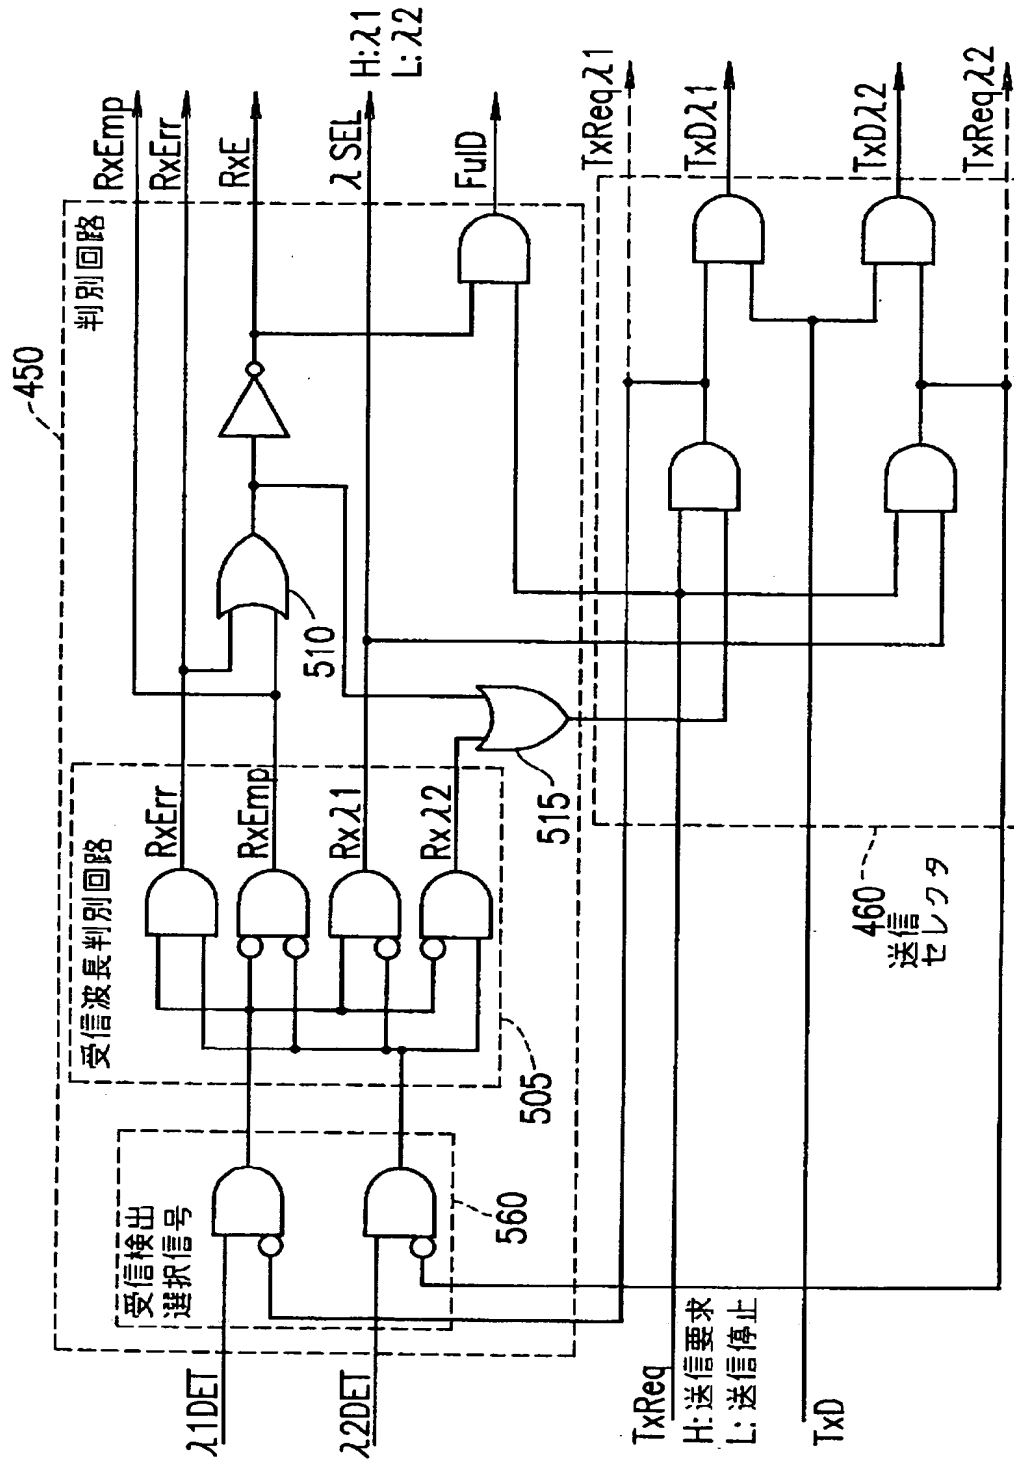 RxEmp
RxErr
RxE
λSEL
H:λ1
L:λ2
FulD
TxReqλ1
TxDλ1
TxDλ2
TxReqλ2
450
判別回路
510
515
受信波長判別回路
RxErr
RxEmp
Rxλ1
Rxλ2
505
460
送信
セレクタ
受信検出
選択信号
560
λ1DET
λ2DET
TxReq
H:送信要求
L:送信停止
TxD